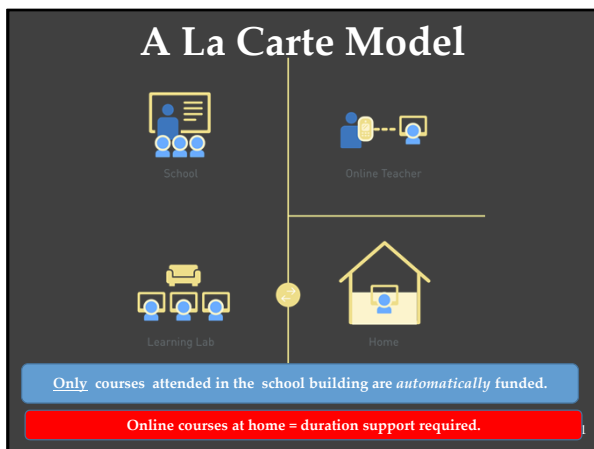 A La Carte Model
School
Online Teacher
Learning Lab
Home
Only courses attended in the school building are automatically funded.
Online courses at home = duration support required.
1